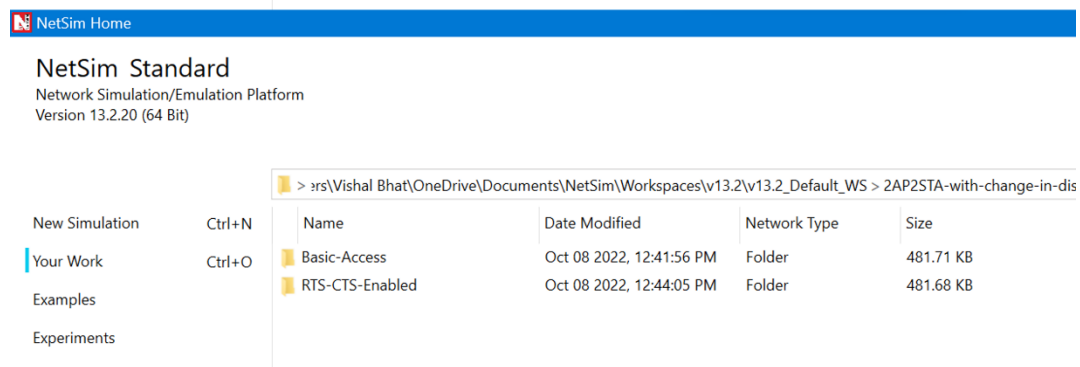 NetSim Home
NetSim Standard
Network Simulation/Emulation Platform
Version 13.2.20 (64 Bit)
> ers\Vishal Bhat\OneDrive\Documents\NetSim\Workspaces\v13.2\v13.2_Default_WS > 2AP2STA-with-change-in-dis
New Simulation Ctrl+N
Your Work Ctrl+O
Examples
Experiments
Name Date Modified Network Type Size
Basic-Access Oct 08 2022, 12:41:56 PM Folder 481.71 KB
RTS-CTS-Enabled Oct 08 2022, 12:44:05 PM Folder 481.68 KB